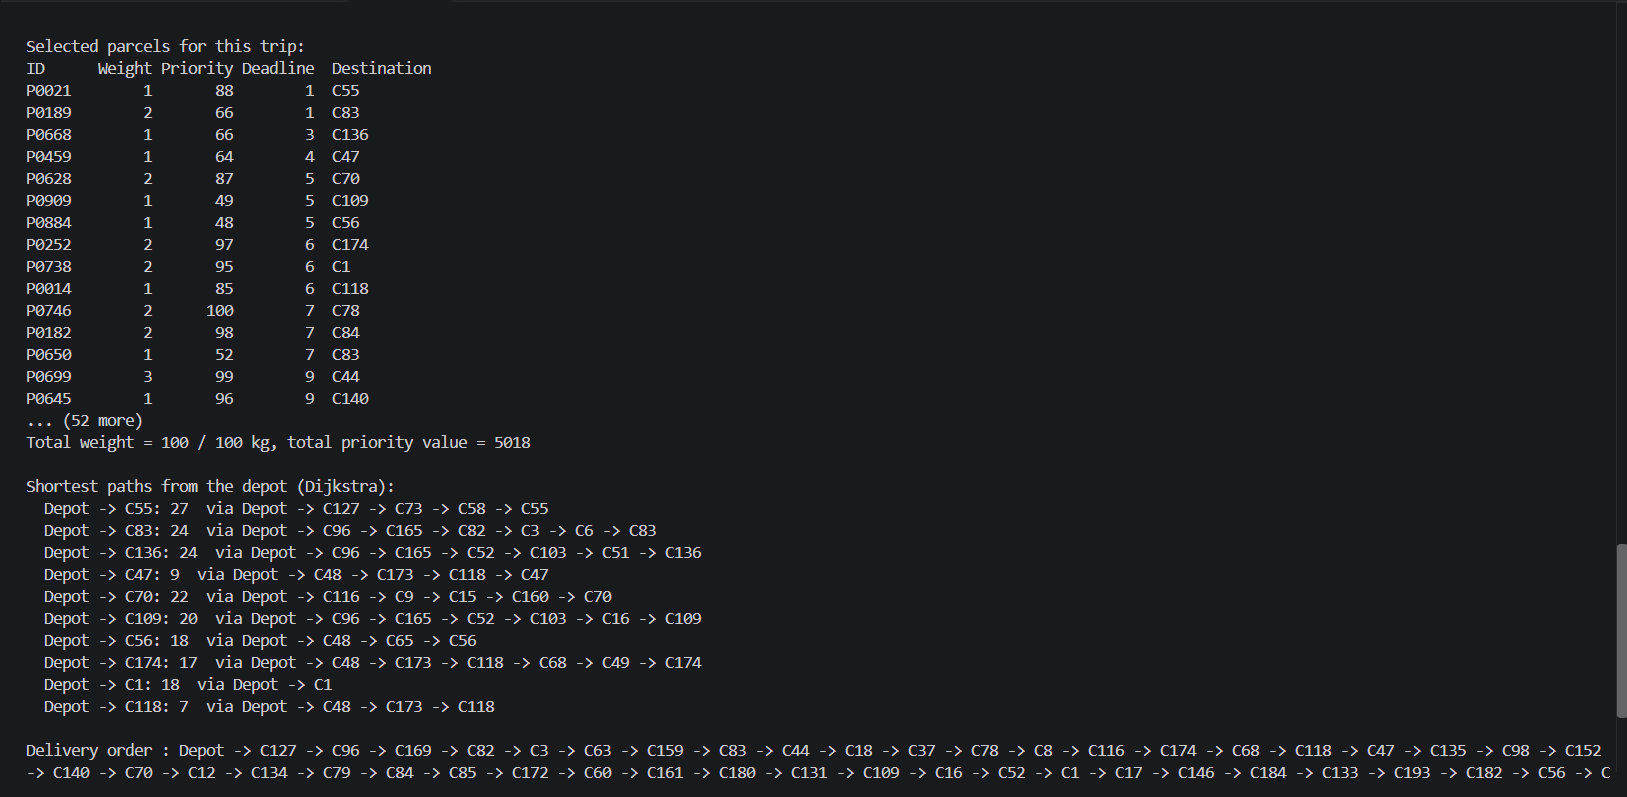 Selected parcels for this trip:
ID      Weight Priority Deadline  Destination
P0021        1       88        1  C55
P0189        2       66        1  C83
P0668        1       66        3  C136
P0459        1       64        4  C47
P0628        2       87        5  C70
P0909        1       49        5  C109
P0884        1       48        5  C56
P0252        2       97        6  C174
P0738        2       95        6  C1
P0014        1       85        6  C118
P0746        2      100        7  C78
P0182        2       98        7  C84
P0650        1       52        7  C83
P0699        3       99        9  C44
P0645        1       96        9  C140
... (52 more)
Total weight = 100 / 100 kg, total priority value = 5018
Shortest paths from the depot (Dijkstra):
  Depot -> C55: 27  via Depot -> C127 -> C73 -> C58 -> C55
  Depot -> C83: 24  via Depot -> C96 -> C165 -> C82 -> C3 -> C6 -> C83
  Depot -> C136: 24  via Depot -> C96 -> C165 -> C52 -> C103 -> C51 -> C136
  Depot -> C47: 9  via Depot -> C48 -> C173 -> C118 -> C47
  Depot -> C70: 22  via Depot -> C116 -> C9 -> C15 -> C160 -> C70
  Depot -> C109: 20  via Depot -> C96 -> C165 -> C52 -> C103 -> C16 -> C109
  Depot -> C56: 18  via Depot -> C48 -> C65 -> C56
  Depot -> C174: 17  via Depot -> C48 -> C173 -> C118 -> C68 -> C49 -> C174
  Depot -> C1: 18  via Depot -> C1
  Depot -> C118: 7  via Depot -> C48 -> C173 -> C118
Delivery order : Depot -> C127 -> C96 -> C169 -> C82 -> C3 -> C63 -> C159 -> C83 -> C44 -> C18 -> C37 -> C78 -> C8 -> C116 -> C174 -> C68 -> C118 -> C47 -> C135 -> C98 -> C152
-> C140 -> C70 -> C12 -> C134 -> C79 -> C84 -> C85 -> C172 -> C60 -> C161 -> C180 -> C131 -> C109 -> C16 -> C52 -> C1 -> C17 -> C146 -> C184 -> C133 -> C193 -> C182 -> C56 -> C